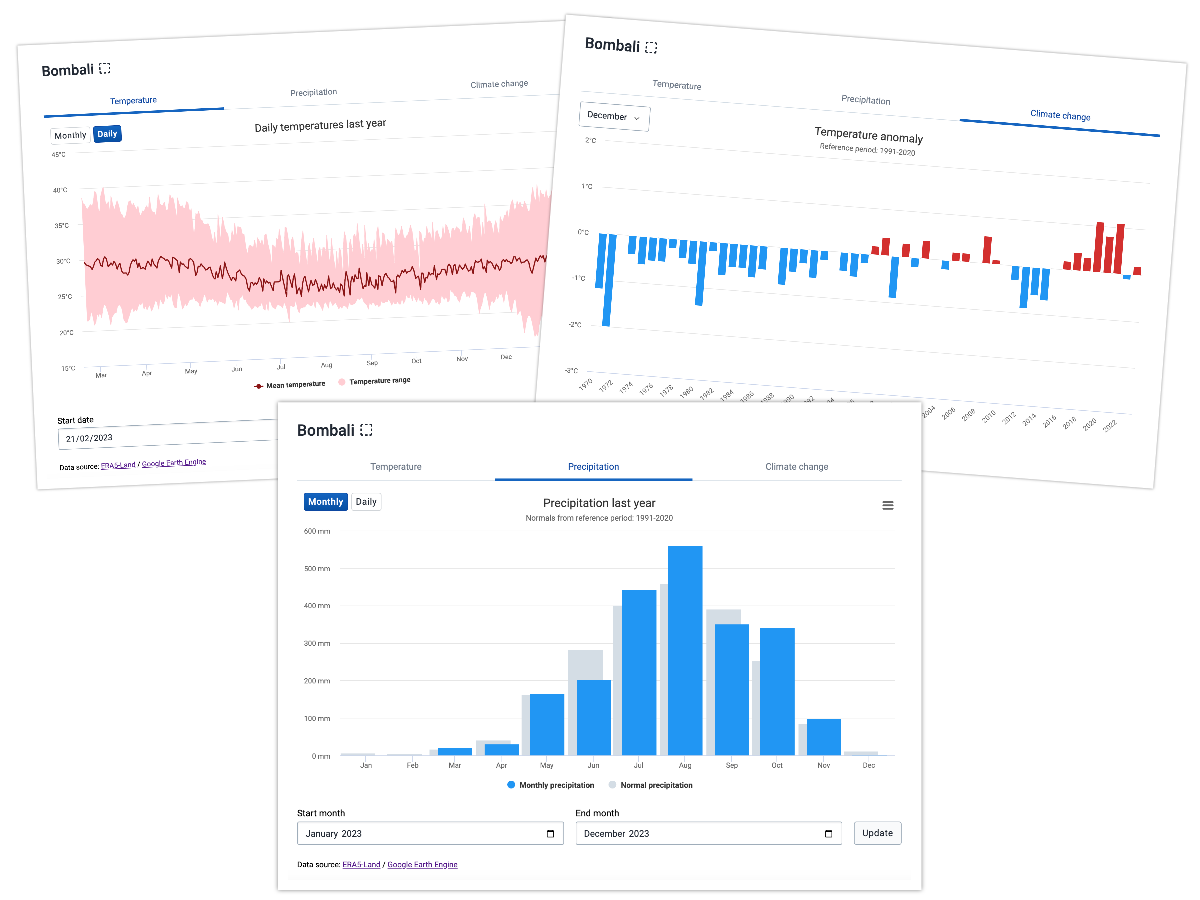 Bombali
Temperature
Precipitation
Climate change
Monthly
Daily
Daily temperatures last year
45°C
40°C
35°C
30°C
25°C
20°C
15°C
Mar Apr May Jun Jul Aug Sep Oct Nov Dec
Mean temperature Temperature range
Start date
21/02/2023
Data source: ERA5-Land / Google Earth Engine
Bombali
Temperature
Precipitation
Climate change
December
Temperature anomaly
Reference period: 1991-2020
2°C
1°C
0°C
-1°C
-2°C
-3°C
1970 1972 1974 1976 1978 1980 1982 1984 1986 1988 1990 1992 2004 2006 2008 2010 2012 2014 2016 2018 2020 2022
Bombali
Temperature Precipitation Climate change
Monthly Daily
Precipitation last year
Normals from reference period: 1991-2020
600 mm
500 mm
400 mm
300 mm
200 mm
100 mm
0 mm
Jan Feb Mar Apr May Jun Jul Aug Sep Oct Nov Dec
Monthly precipitation Normal precipitation
Start month End month
January 2023 December 2023 Update
Data source: ERA5-Land / Google Earth Engine